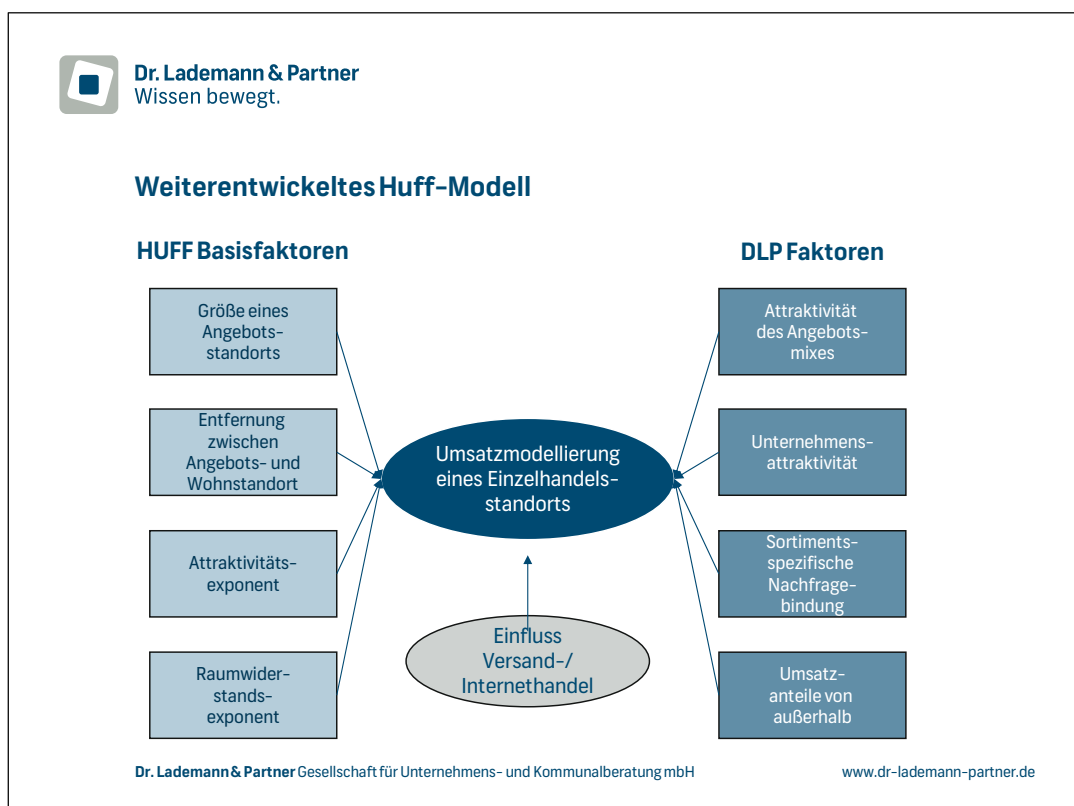 Dr. Lademann & Partner
Wissen bewegt.
Weiterentwickeltes Huff-Modell
HUFF Basisfaktoren
Größe eines
Angebots-
standorts
Entfernung
zwischen
Angebots- und
Wohnstandort
Attraktivitäts-
exponent
Raumwider-
stands-
exponent
Umsatzmodellierung
eines Einzelhandels-
standorts
Einfluss
Versand-/
Internethandel
DLP Faktoren
Attraktivität
des Angebots-
mixes
Unternehmens-
attraktivität
Sortiments-
spezifische
Nachfrage-
bindung
Umsatz-
anteile von
außerhalb
Dr. Lademann & Partner Gesellschaft für Unternehmens- und Kommunalberatung mbH
www.dr-lademann-partner.de